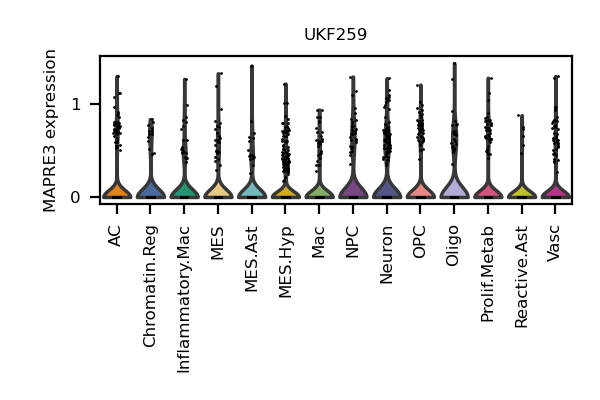 UKF259
MAPRE3 expression
1
0
AC
Chromatin.Reg
Inflammatory.Mac
MES
MES.Ast
MES.Hyp
Mac
NPC
Neuron
OPC
Oligo
Prolif.Metab
Reactive.Ast
Vasc